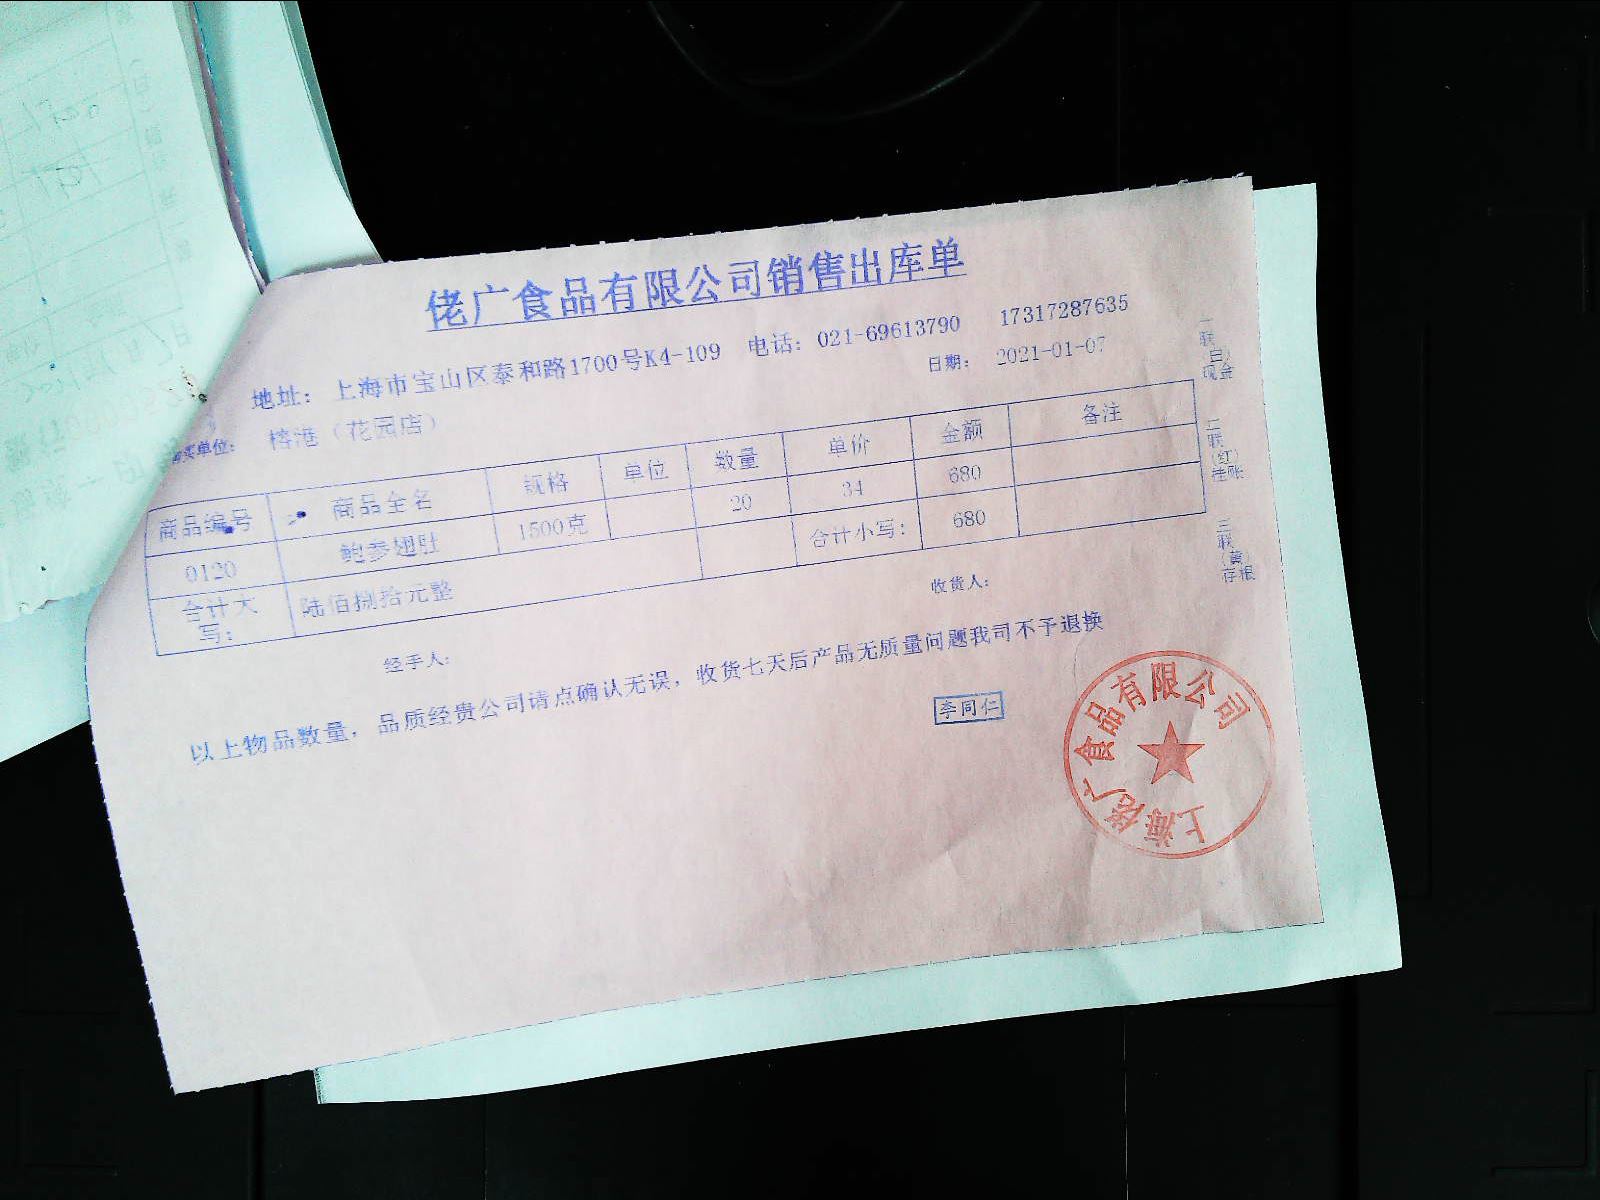 佬广食品有限公司销售出库单
地址： 上海市宝山区泰和路1700号K4-109 电话：021-69613790 17317287635
买单位： 榕港（花园店） 日期： 2021-01-07
商品编号 商品全名 规格 单位 数量 单价 金额 备注
0120 鲍参翅肚 1500克 20 34 680
合计大写： 陆佰捌拾元整 合计小写： 680
经手人： 收货人：
以上物品数量，品质经贵公司请点确认无误，收货七天后产品无质量问题我司不予退换
李同仁
上海佬广食品有限公司
一联（白）现金
二联（红）挂账
三联（黄）存根